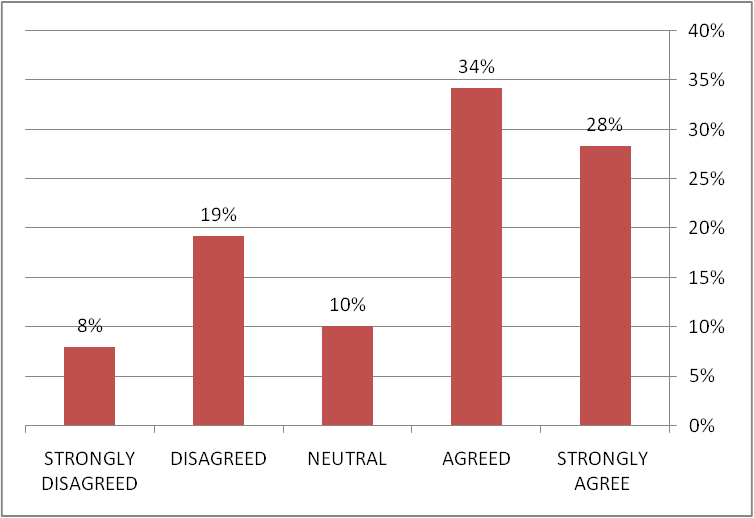 40%
35%
30%
25%
20%
15%
10%
5%
0%
8%
19%
10%
34%
28%
STRONGLY
DISAGREED
DISAGREED
NEUTRAL
AGREED
STRONGLY
AGREE